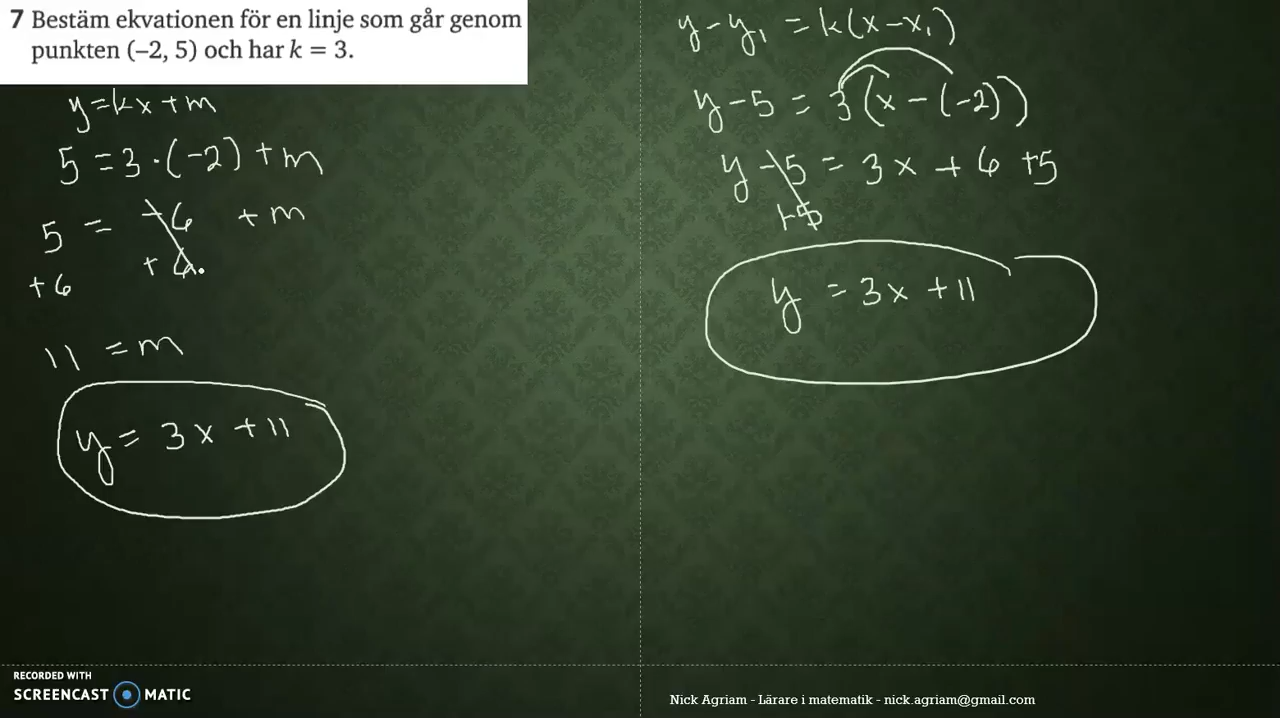 7 Bestäm ekvationen för en linje som går genom
punkten (–2, 5) och har k = 3.
y=kx+m
5=3·(-2)+m
5 = -6 + m
+6 +6
11 = m
y = 3x +11
y-y₁ = k(x-x₁)
y-5 = 3(x-(-2))
y-5 = 3x + 6 +5
+5
y = 3x +11
RECORDED WITH
SCREENCAST MATIC
Nick Agriam - Lärare i matematik - nick.agriam@gmail.com